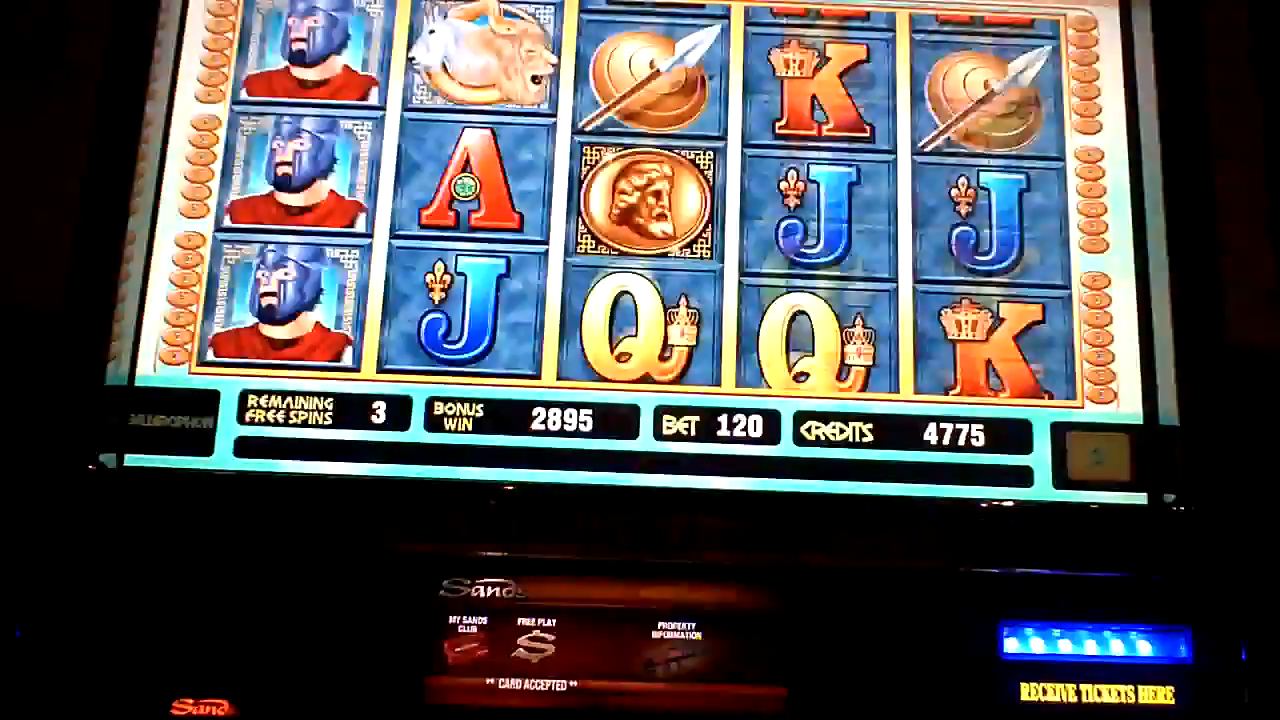 K
A
J
J
J
Q
Q
K
REMAINING
FREE SPINS
3
BONUS
WIN
2895
BET
120
CREDITS
4775
Sands
MY SANDS
CLUB
FREE PLAY
$
PROPERTY
INFORMATION
** CARD ACCEPTED **
RECEIVE TICKETS HERE
Sand